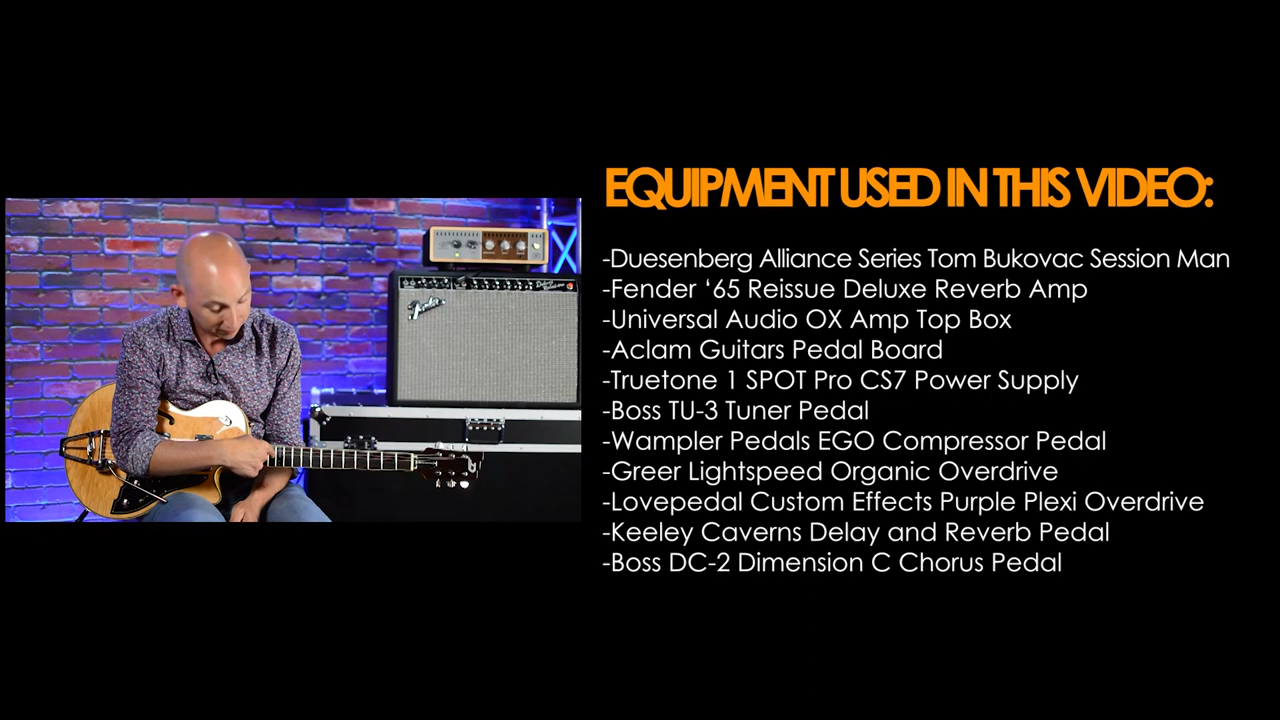 EQUIPMENT USED IN THIS VIDEO:
-Duesenberg Alliance Series Tom Bukovac Session Man
-Fender ‘65 Reissue Deluxe Reverb Amp
-Universal Audio OX Amp Top Box
-Aclam Guitars Pedal Board
-Truetone 1 SPOT Pro CS7 Power Supply
-Boss TU-3 Tuner Pedal
-Wampler Pedals EGO Compressor Pedal
-Greer Lightspeed Organic Overdrive
-Lovepedal Custom Effects Purple Plexi Overdrive
-Keeley Caverns Delay and Reverb Pedal
-Boss DC-2 Dimension C Chorus Pedal
Fender